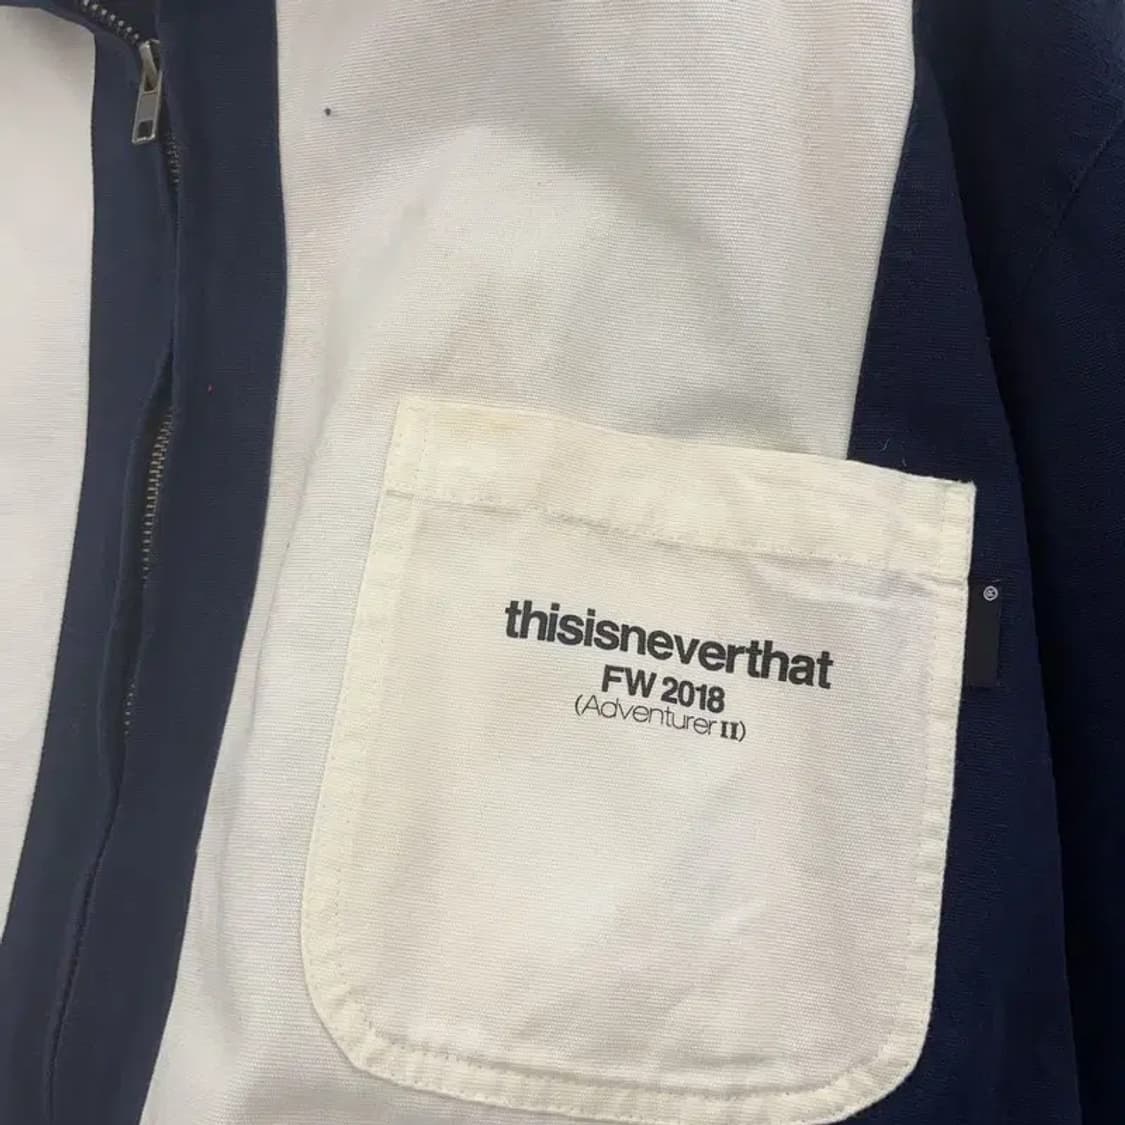 thisisneverthat
FW 2018
(Adventurer II)
®